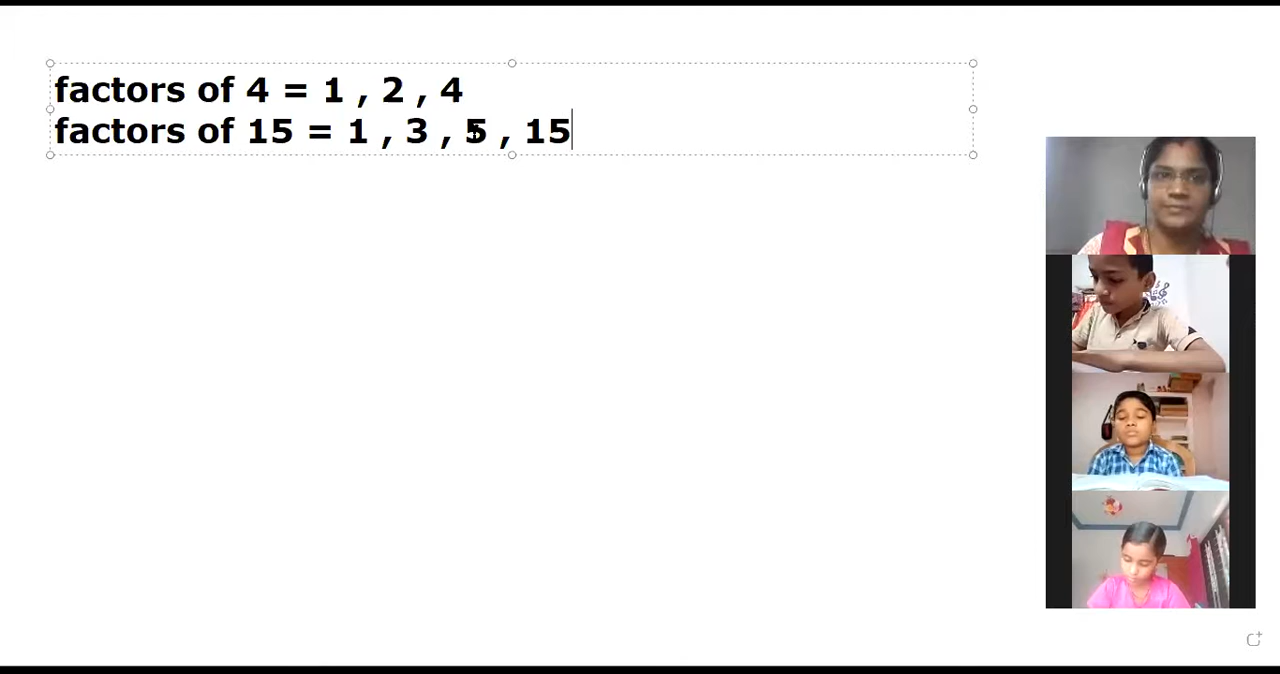 factors of 4 = 1 , 2 , 4
factors of 15 = 1 , 3 , 5 , 15